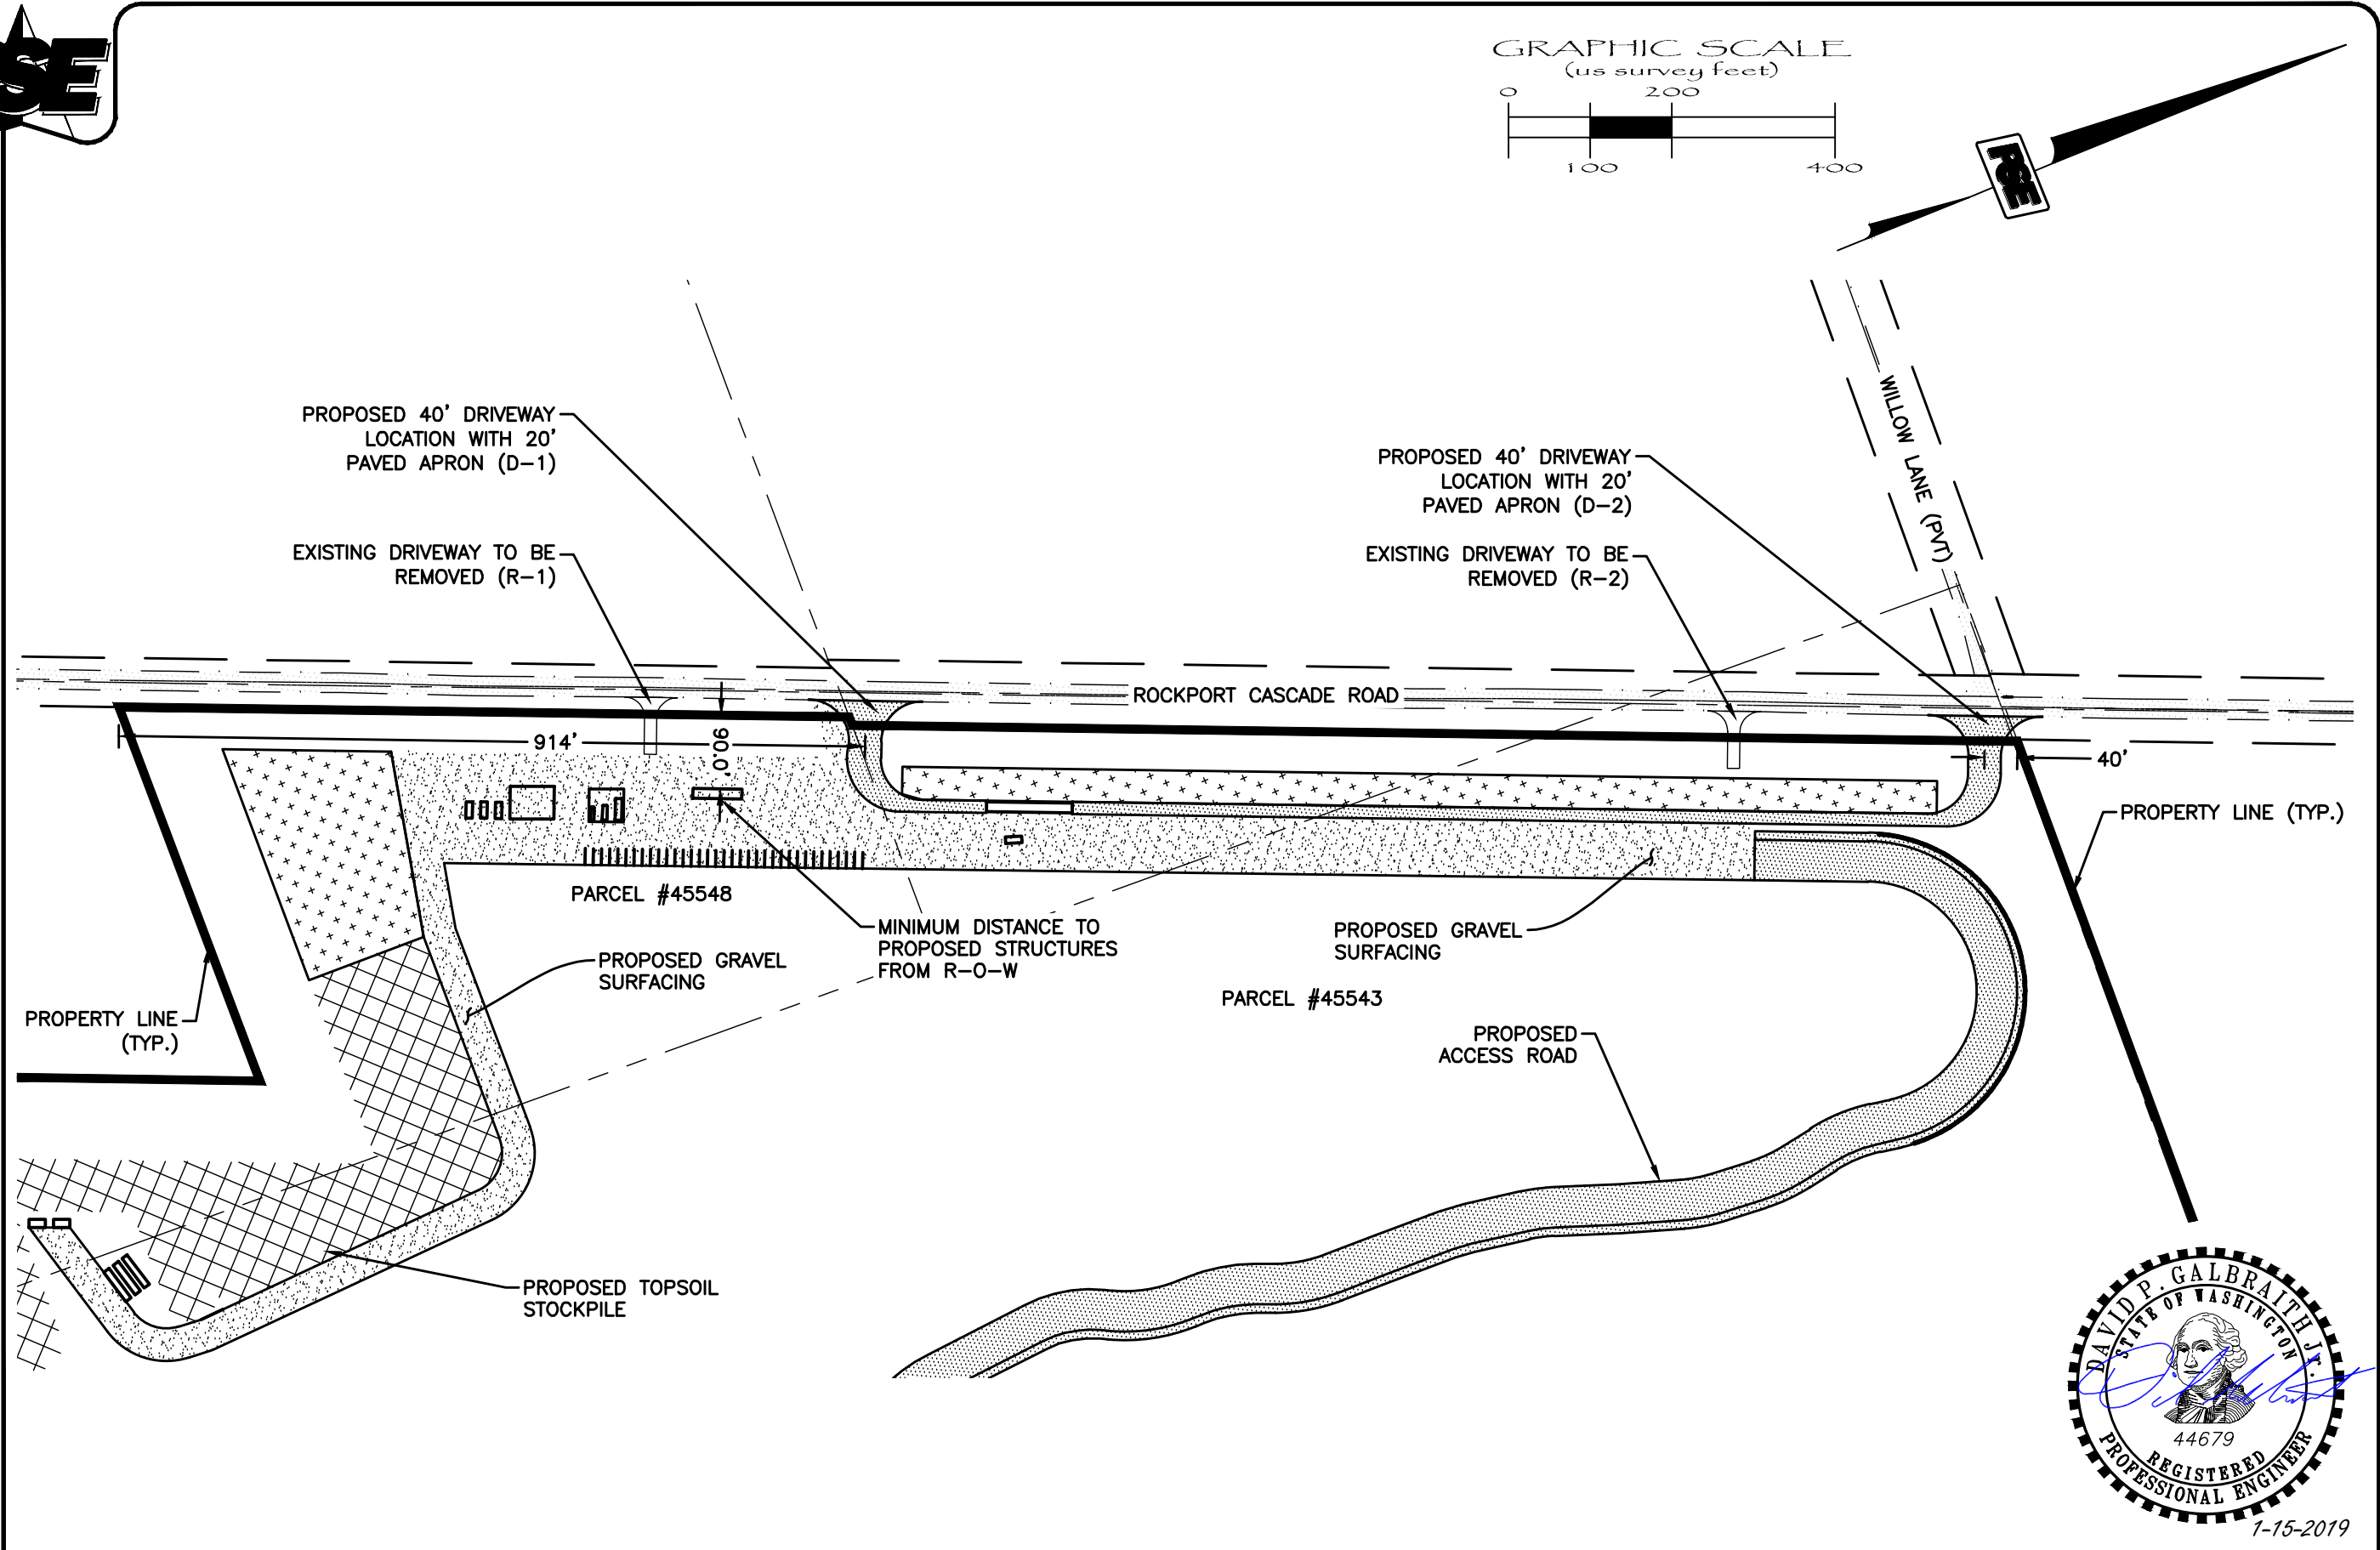 SE
GRAPHIC SCALE
(us survey feet)
0 200
100 400
PSE
WILLOW LANE (PVT)
PROPOSED 40' DRIVEWAY
LOCATION WITH 20'
PAVED APRON (D-1)
PROPOSED 40' DRIVEWAY
LOCATION WITH 20'
PAVED APRON (D-2)
EXISTING DRIVEWAY TO BE
REMOVED (R-1)
EXISTING DRIVEWAY TO BE
REMOVED (R-2)
ROCKPORT CASCADE ROAD
914'
90.0'
40'
PROPERTY LINE (TYP.)
PARCEL #45548
MINIMUM DISTANCE TO
PROPOSED STRUCTURES
FROM R-O-W
PROPOSED GRAVEL
SURFACING
PROPOSED GRAVEL
SURFACING
PARCEL #45543
PROPERTY LINE
(TYP.)
PROPOSED
ACCESS ROAD
PROPOSED TOPSOIL
STOCKPILE
DAVID P. GALBRAITH Jr.
STATE OF WASHINGTON
44679
REGISTERED
PROFESSIONAL ENGINEER
1-15-2019